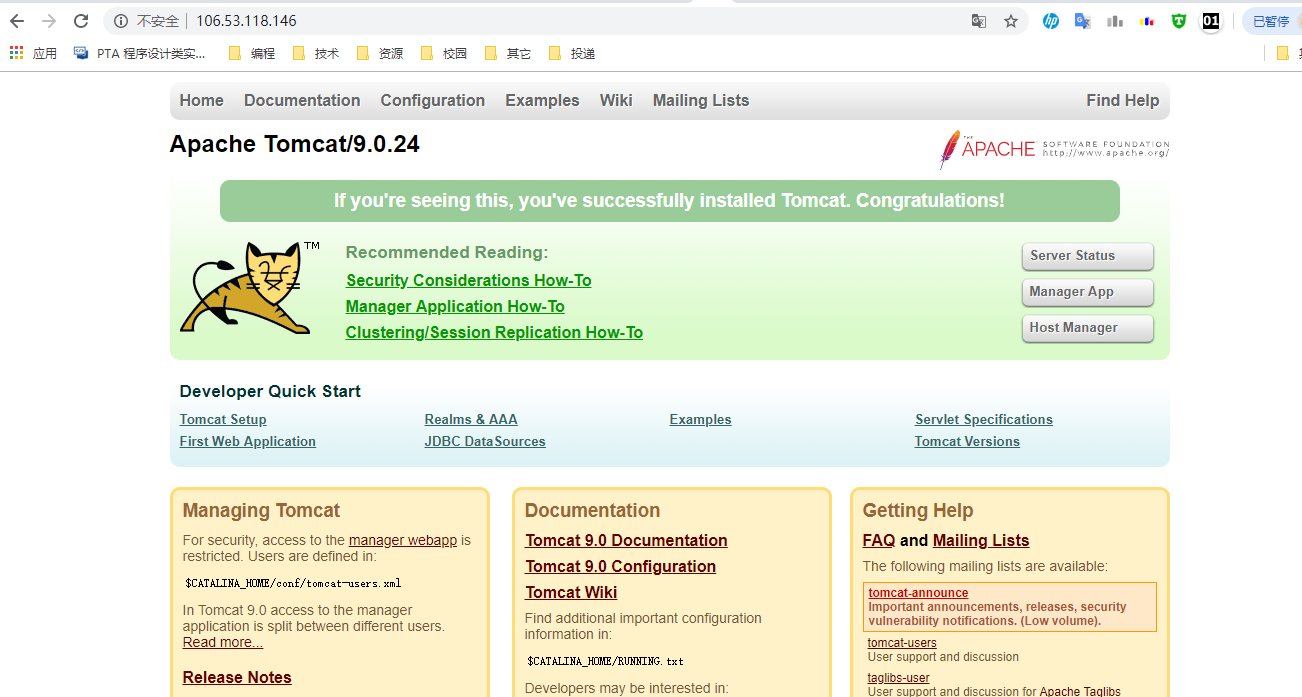 不安全 106.53.118.146
已暂停
应用 PTA 程序设计类实... 编程 技术 资源 校园 其它 投递
Home Documentation Configuration Examples Wiki Mailing Lists Find Help
Apache Tomcat/9.0.24
THE APACHE SOFTWARE FOUNDATION
http://www.apache.org/
If you're seeing this, you've successfully installed Tomcat. Congratulations!
TM
Recommended Reading:
Security Considerations How-To
Manager Application How-To
Clustering/Session Replication How-To
Server Status
Manager App
Host Manager
Developer Quick Start
Tomcat Setup
First Web Application
Realms & AAA
JDBC DataSources
Examples
Servlet Specifications
Tomcat Versions
Managing Tomcat
For security, access to the manager webapp is
restricted. Users are defined in:
$CATALINA_HOME/conf/tomcat-users.xml
In Tomcat 9.0 access to the manager
application is split between different users.
Read more...
Release Notes
Documentation
Tomcat 9.0 Documentation
Tomcat 9.0 Configuration
Tomcat Wiki
Find additional important configuration
information in:
$CATALINA_HOME/RUNNING.txt
Developers may be interested in:
Getting Help
FAQ and Mailing Lists
The following mailing lists are available:
tomcat-announce
Important announcements, releases, security
vulnerability notifications. (Low volume).
tomcat-users
User support and discussion
taglibs-user
User support and discussion for Apache Taglibs